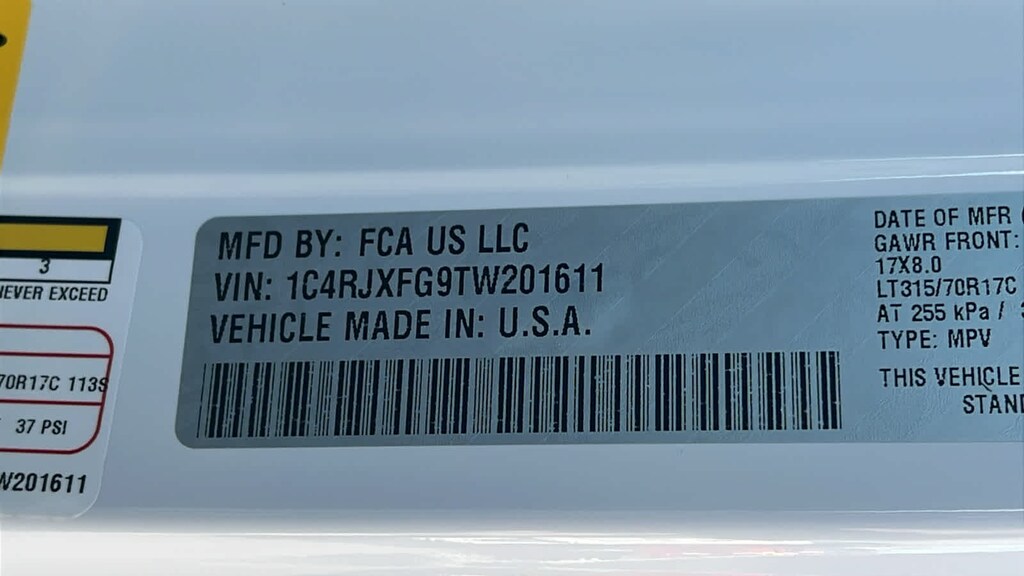 3
NEVER EXCEED
70R17C 113S
37 PSI
W201611
MFD BY: FCA US LLC
VIN: 1C4RJXFG9TW201611
VEHICLE MADE IN: U.S.A.
DATE OF MFR
GAWR FRONT:
17X8.0
LT315/70R17C
AT 255 kPa /
TYPE: MPV
THIS VEHICLE
STAND